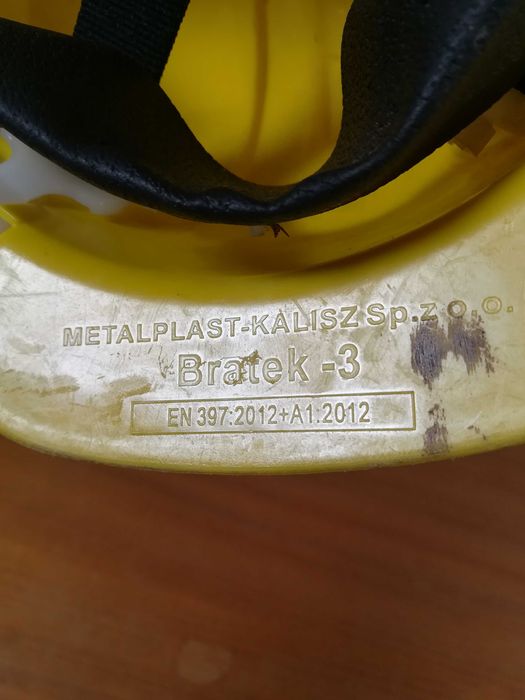 METALPLAST-KALISZ Sp.z o.o.
Bratek -3
EN 397:2012+A1.2012